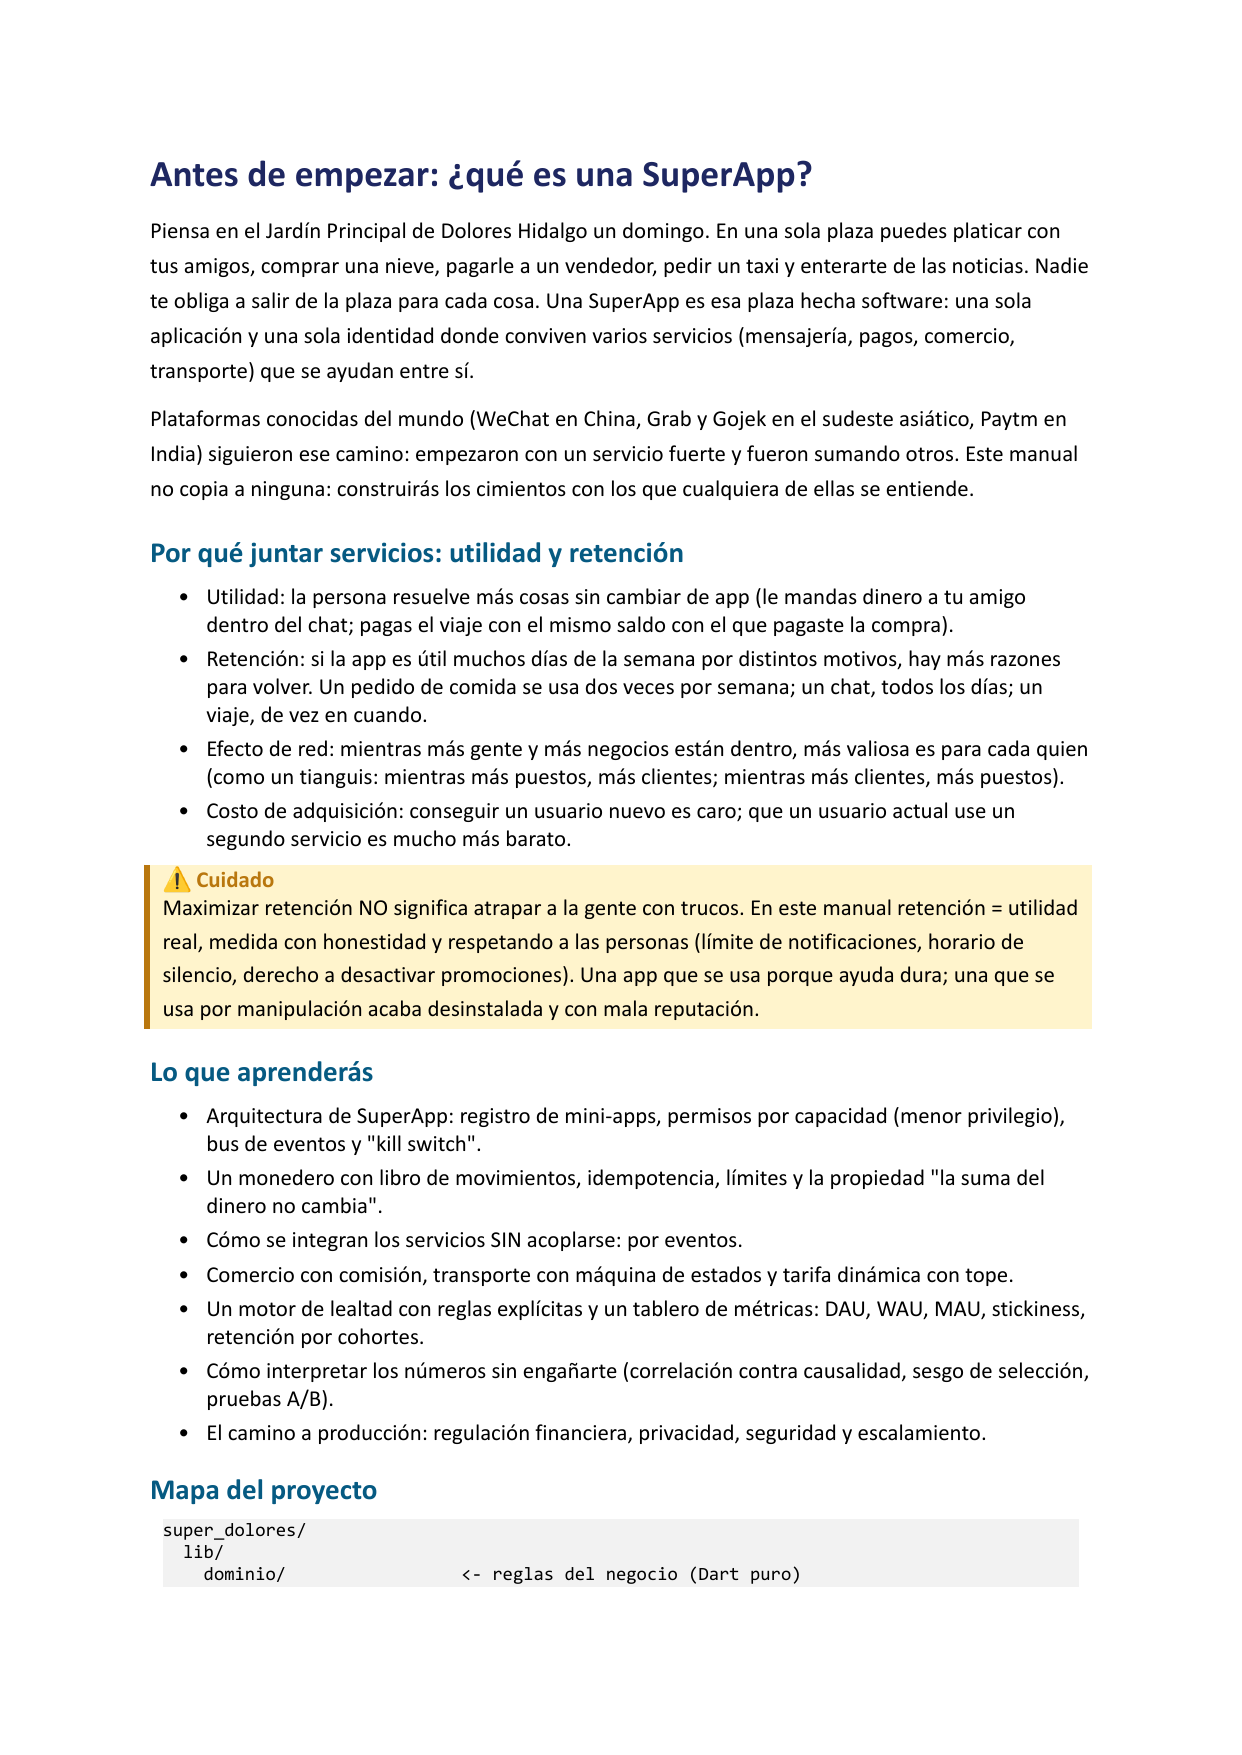 Antes de empezar: ¿qué es una SuperApp?
Piensa en el Jardín Principal de Dolores Hidalgo un domingo. En una sola plaza puedes platicar con
tus amigos, comprar una nieve, pagarle a un vendedor, pedir un taxi y enterarte de las noticias. Nadie
te obliga a salir de la plaza para cada cosa. Una SuperApp es esa plaza hecha software: una sola
aplicación y una sola identidad donde conviven varios servicios (mensajería, pagos, comercio,
transporte) que se ayudan entre sí.
Plataformas conocidas del mundo (WeChat en China, Grab y Gojek en el sudeste asiático, Paytm en
India) siguieron ese camino: empezaron con un servicio fuerte y fueron sumando otros. Este manual
no copia a ninguna: construirás los cimientos con los que cualquiera de ellas se entiende.
Por qué juntar servicios: utilidad y retención
• Utilidad: la persona resuelve más cosas sin cambiar de app (le mandas dinero a tu amigo
dentro del chat; pagas el viaje con el mismo saldo con el que pagaste la compra).
• Retención: si la app es útil muchos días de la semana por distintos motivos, hay más razones
para volver. Un pedido de comida se usa dos veces por semana; un chat, todos los días; un
viaje, de vez en cuando.
• Efecto de red: mientras más gente y más negocios están dentro, más valiosa es para cada quien
(como un tianguis: mientras más puestos, más clientes; mientras más clientes, más puestos).
• Costo de adquisición: conseguir un usuario nuevo es caro; que un usuario actual use un
segundo servicio es mucho más barato.
⚠️ Cuidado
Maximizar retención NO significa atrapar a la gente con trucos. En este manual retención = utilidad
real, medida con honestidad y respetando a las personas (límite de notificaciones, horario de
silencio, derecho a desactivar promociones). Una app que se usa porque ayuda dura; una que se
usa por manipulación acaba desinstalada y con mala reputación.
Lo que aprenderás
• Arquitectura de SuperApp: registro de mini-apps, permisos por capacidad (menor privilegio),
bus de eventos y "kill switch".
• Un monedero con libro de movimientos, idempotencia, límites y la propiedad "la suma del
dinero no cambia".
• Cómo se integran los servicios SIN acoplarse: por eventos.
• Comercio con comisión, transporte con máquina de estados y tarifa dinámica con tope.
• Un motor de lealtad con reglas explícitas y un tablero de métricas: DAU, WAU, MAU, stickiness,
retención por cohortes.
• Cómo interpretar los números sin engañarte (correlación contra causalidad, sesgo de selección,
pruebas A/B).
• El camino a producción: regulación financiera, privacidad, seguridad y escalamiento.
Mapa del proyecto
super_dolores/
lib/
dominio/ <- reglas del negocio (Dart puro)